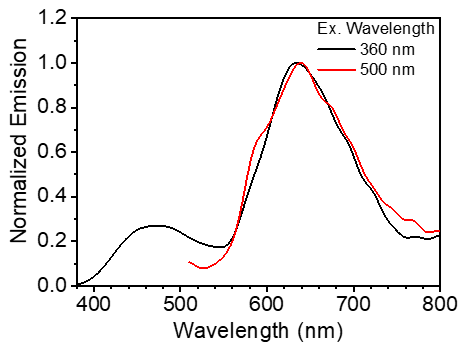 Ex. Wavelength
360 nm
500 nm
1.2
1.0
0.8
0.6
0.4
0.2
0.0
Normalized Emission
400 500 600 700 800
Wavelength (nm)